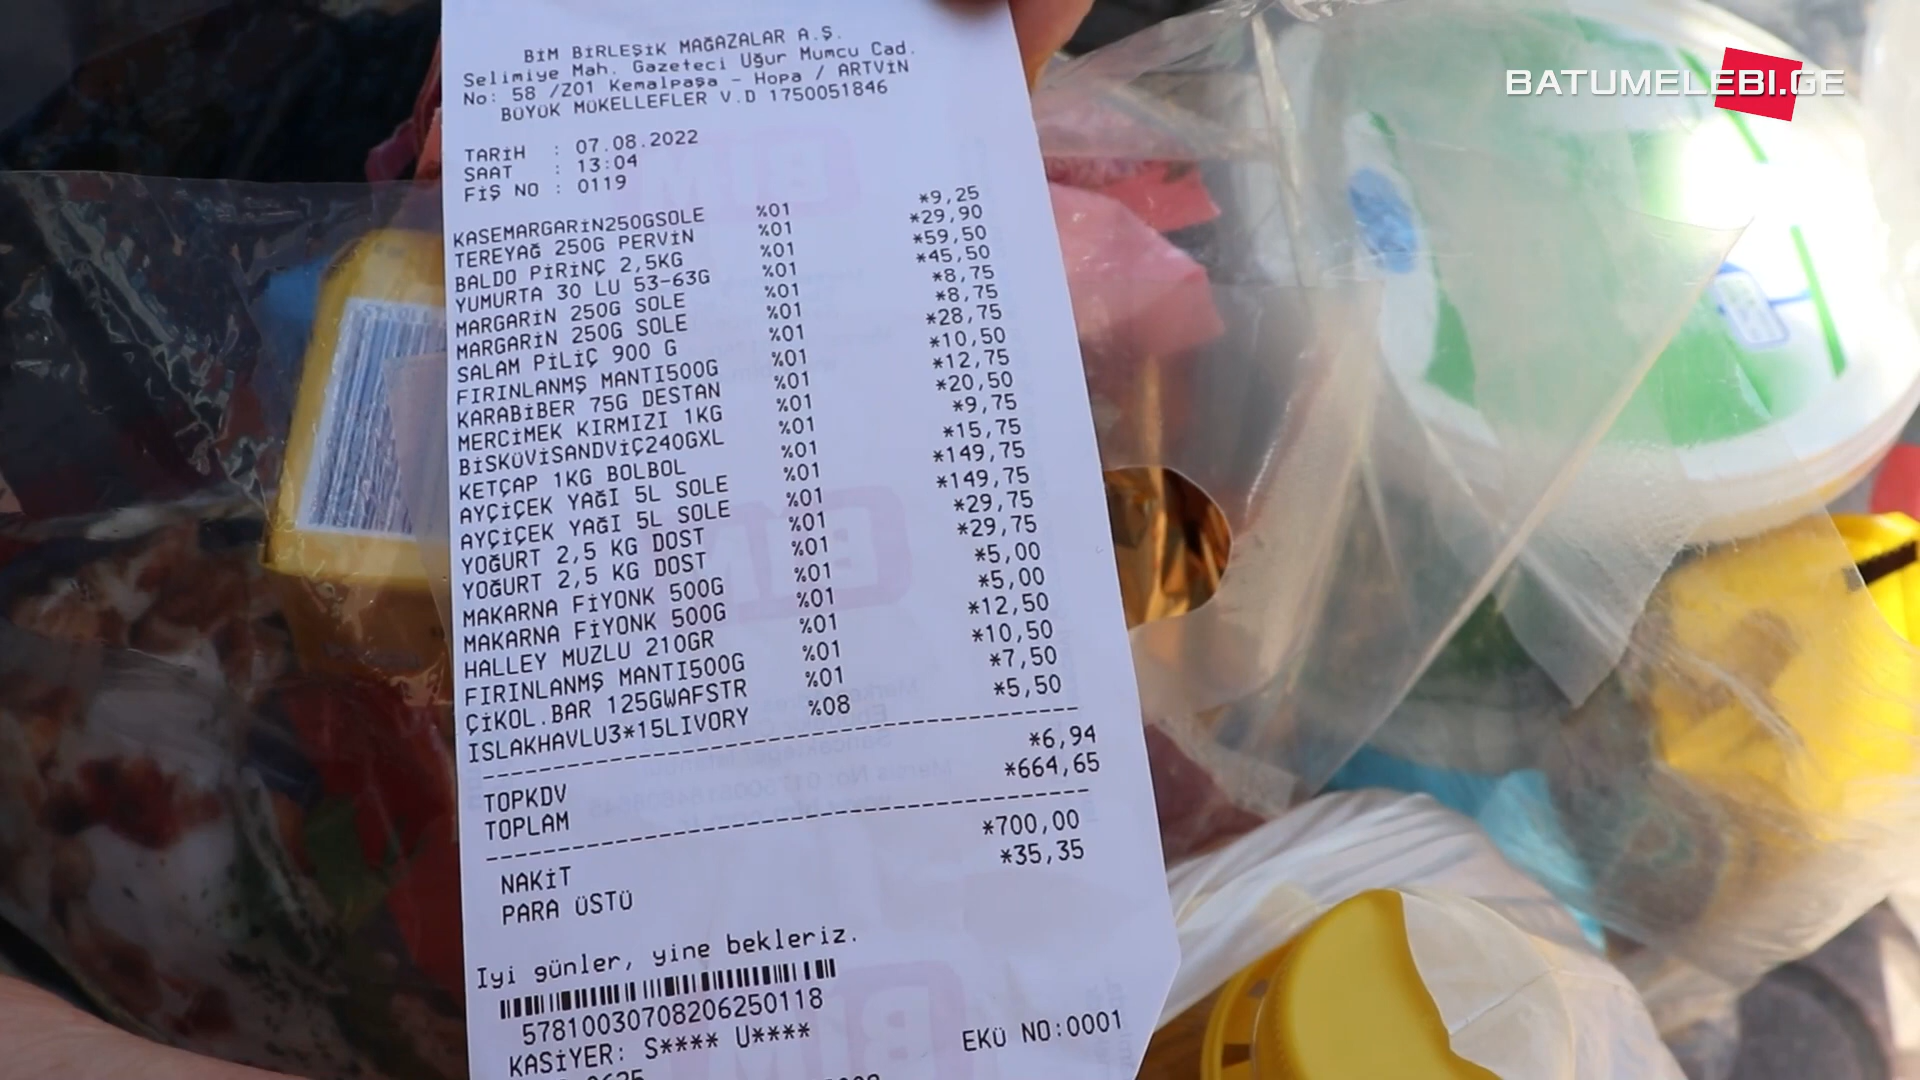 BATUMELEBI.GE
BİM BİRLEŞİK MAĞAZALAR A.Ş.
Selimiye Mah. Gazeteci Uğur Mumcu Cad.
No: 58 /Z01 Kemalpaşa - Hopa / ARTVİN
BÜYÜK MÜKELLEFLER V.D 1750051846
TARİH : 07.08.2022
SAAT : 13:04
FİŞ NO : 0119
KASEMARGARİN250GSOLE %01 *9,25
TEREYAĞ 250G PERVİN %01 *29,90
BALDO PİRİNÇ 2,5KG %01 *59,50
YUMURTA 30 LU 53-63G %01 *45,50
MARGARİN 250G SOLE %01 *8,75
MARGARİN 250G SOLE %01 *8,75
SALAM PİLİÇ 900 G %01 *28,75
FIRINLANMŞ MANTI500G %01 *10,50
KARABİBER 75G DESTAN %01 *12,75
MERCİMEK KIRMIZI 1KG %01 *20,50
BİSKÜVİSANDVİÇ240GXL %01 *9,75
KETÇAP 1KG BOLBOL %01 *15,75
AYÇİÇEK YAĞI 5L SOLE %01 *149,75
AYÇİÇEK YAĞI 5L SOLE %01 *149,75
YOĞURT 2,5 KG DOST %01 *29,75
YOĞURT 2,5 KG DOST %01 *29,75
MAKARNA FİYONK 500G %01 *5,00
MAKARNA FİYONK 500G %01 *5,00
HALLEY MUZLU 210GR %01 *12,50
FIRINLANMŞ MANTI500G %01 *10,50
ÇİKOL.BAR 125GWAFSTR %01 *7,50
ISLAKHAVLU3*15LIVORY %08 *5,50
TOPKDV *6,94
TOPLAM *664,65
NAKİT *700,00
PARA ÜSTÜ *35,35
Iyi günler, yine bekleriz.
5781003070820625​0118
KASİYER: S**** U**** EKÜ NO:0001